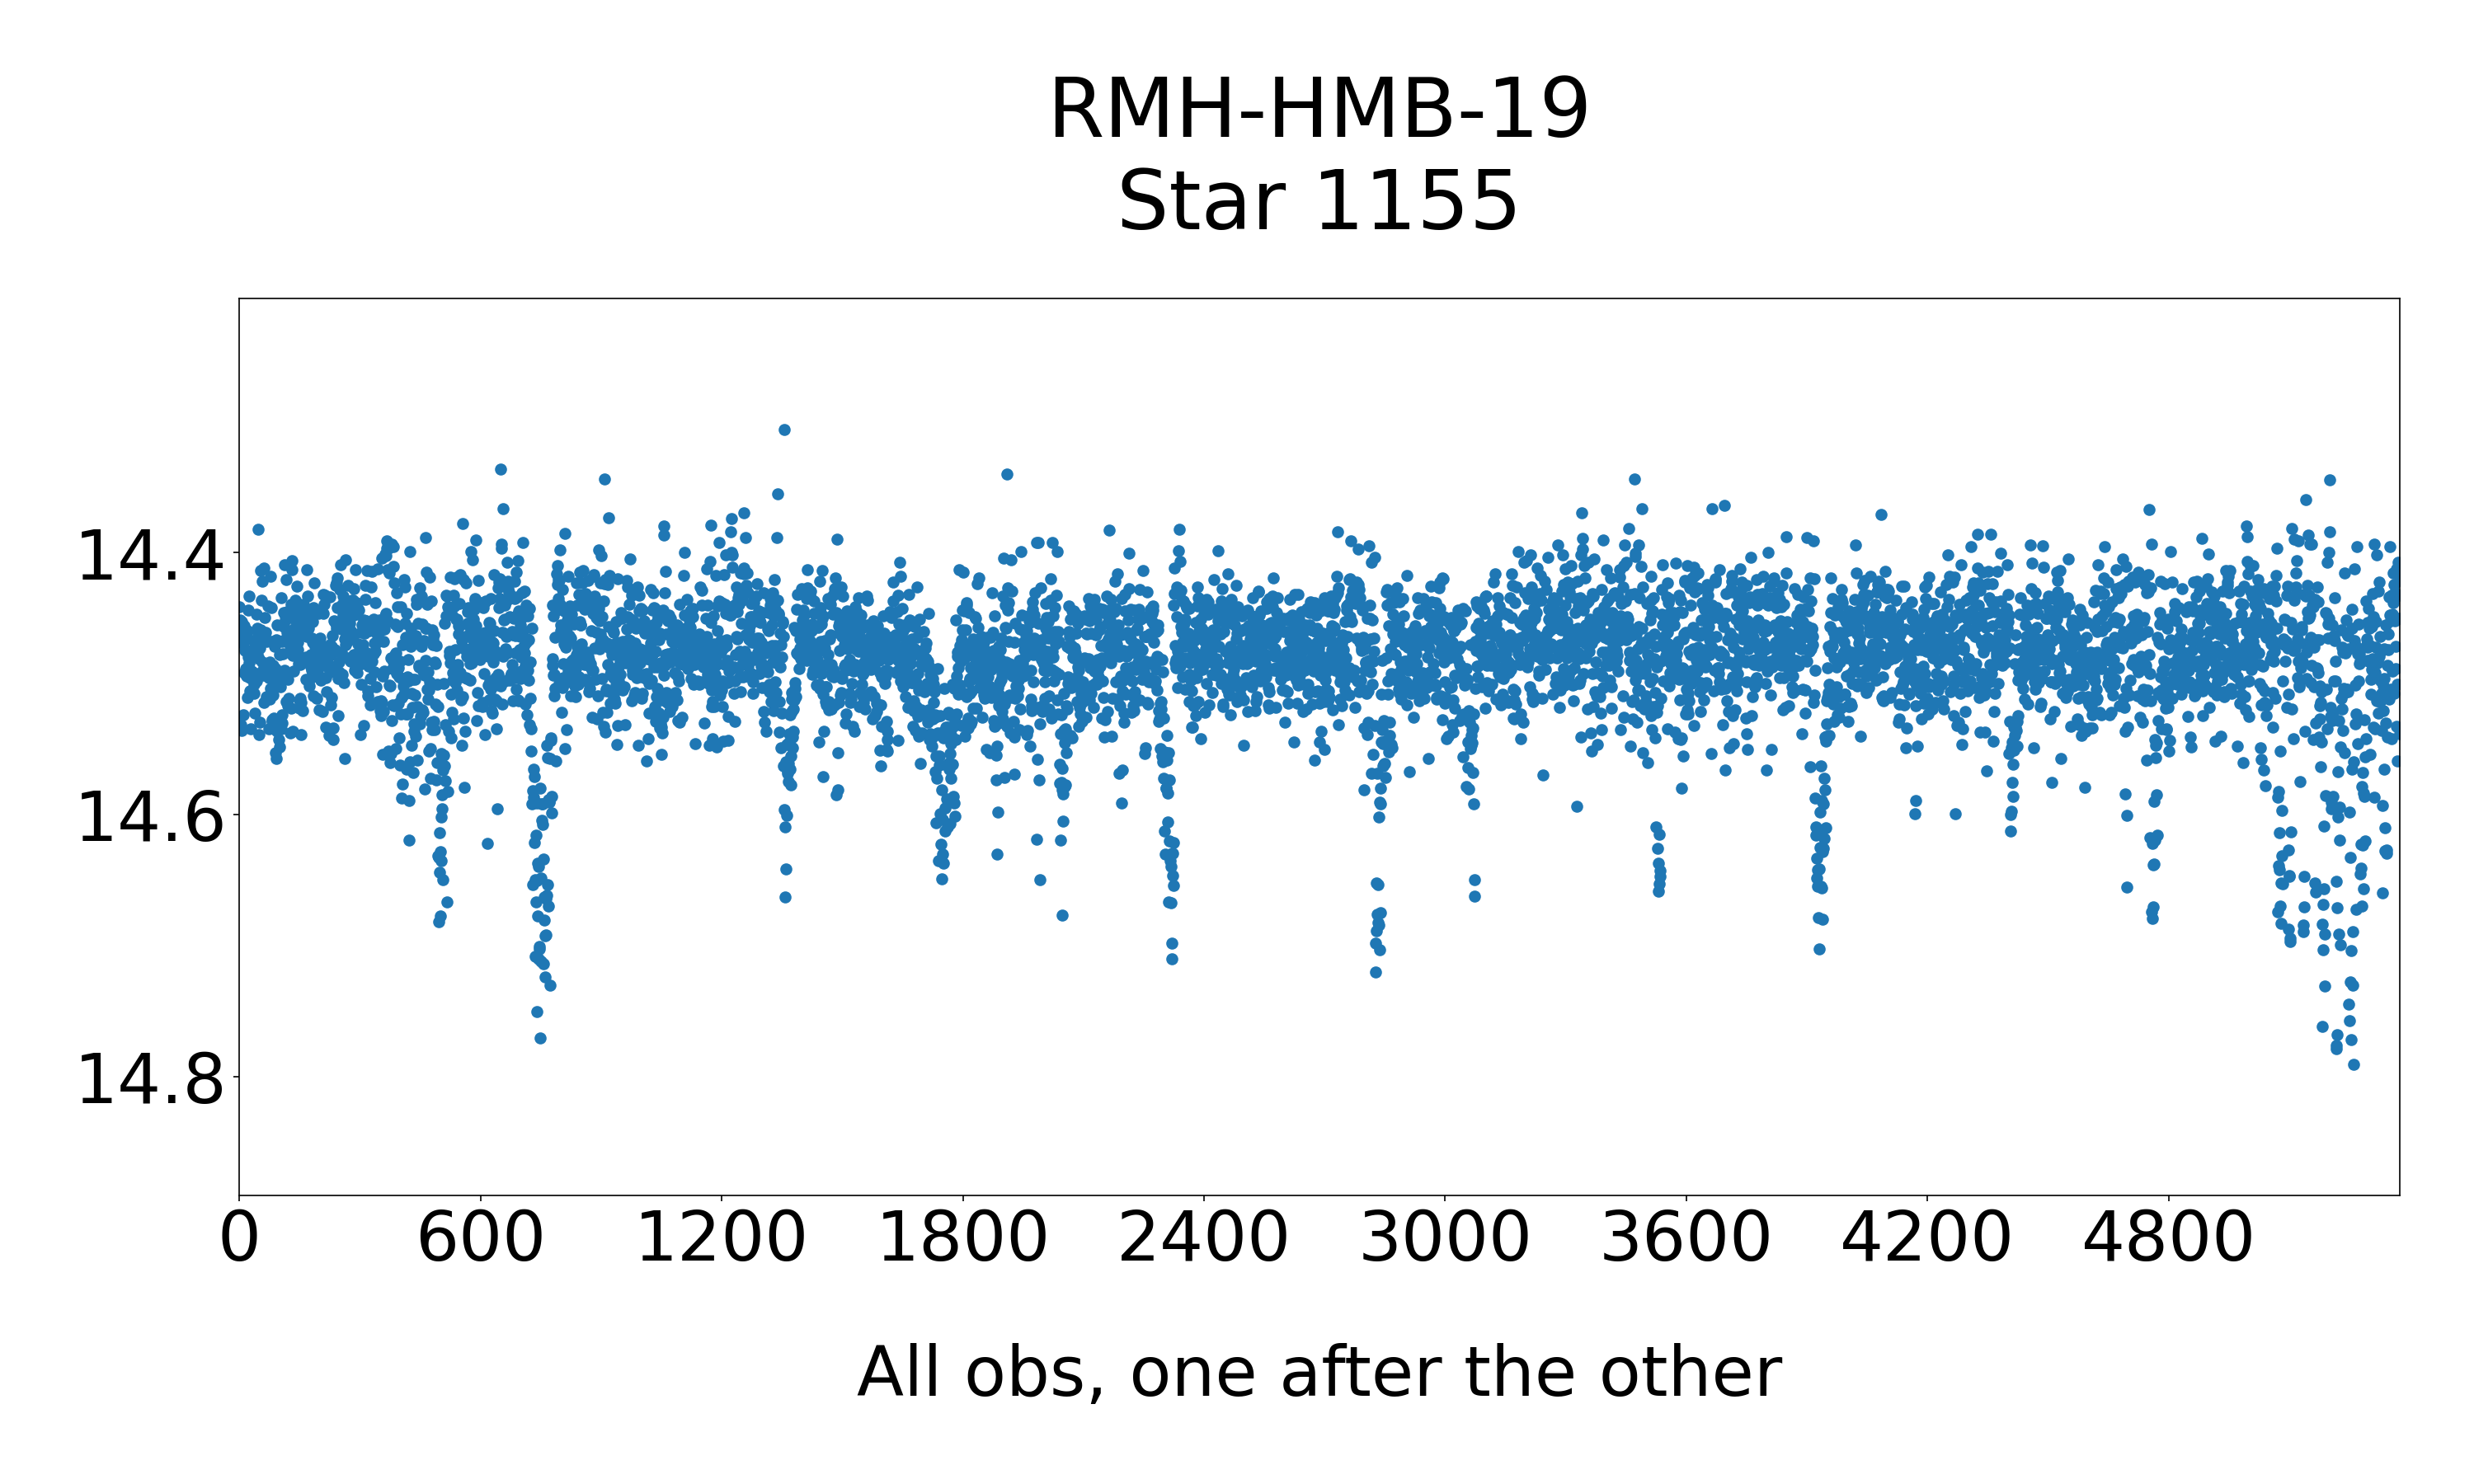 RMH-HMB-19
Star 1155
14.4
14.6
14.8
0 600 1200 1800 2400 3000 3600 4200 4800
All obs, one after the other